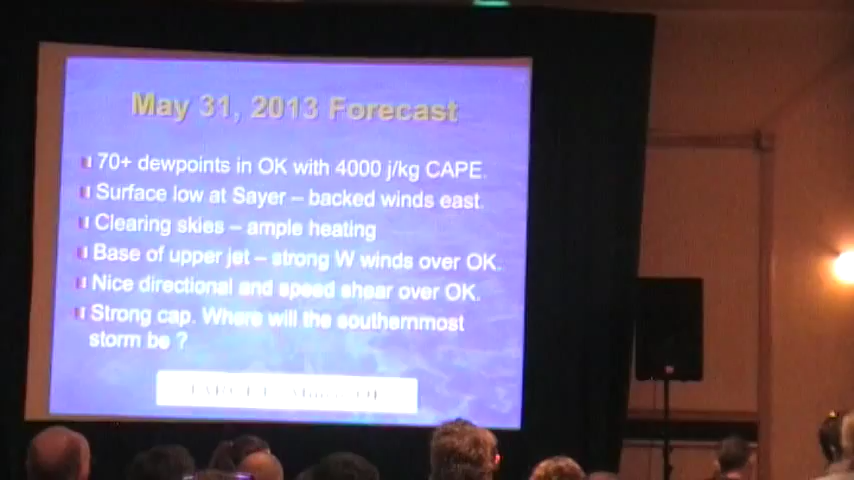 May 31, 2013 Forecast
70+ dewpoints in OK with 4000 j/kg CAPE.
Surface low at Sayer – backed winds east.
Clearing skies – ample heating
Base of upper jet – strong W winds over OK.
Nice directional and speed shear over OK.
Strong cap. Where will the southernmost
storm be ?